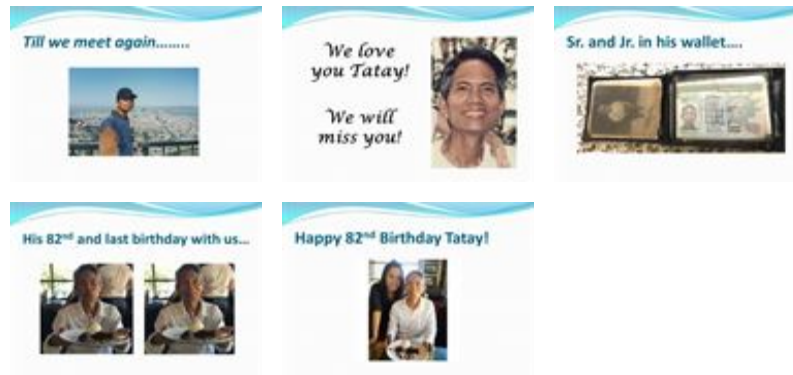 Till we meet again........
We love
you Tatay!
We will
miss you!
Sr. and Jr. in his wallet....
His 82nd and last birthday with us...
Happy 82nd Birthday Tatay!